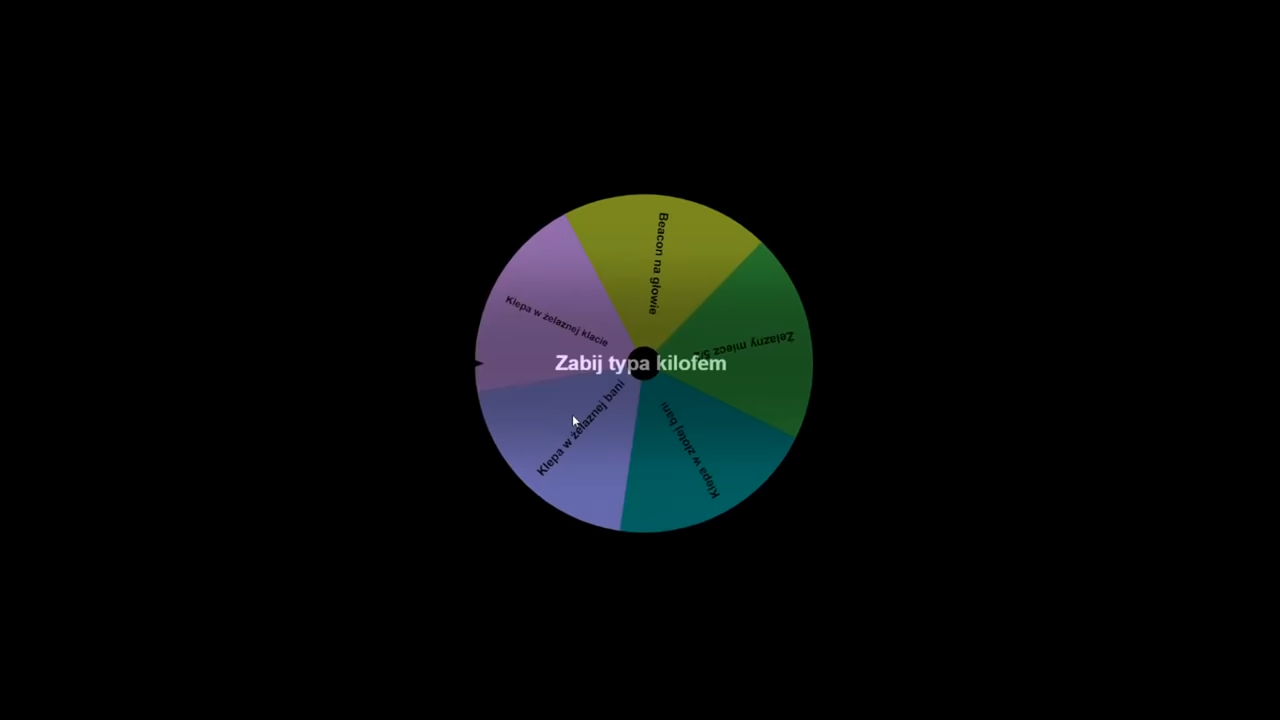 Beacon na głowie
Klepa w żelaznej klacie
Żelazny miecz
Zabij typa kilofem
Klepa w żelaznej bani
Klepa w złotej bani